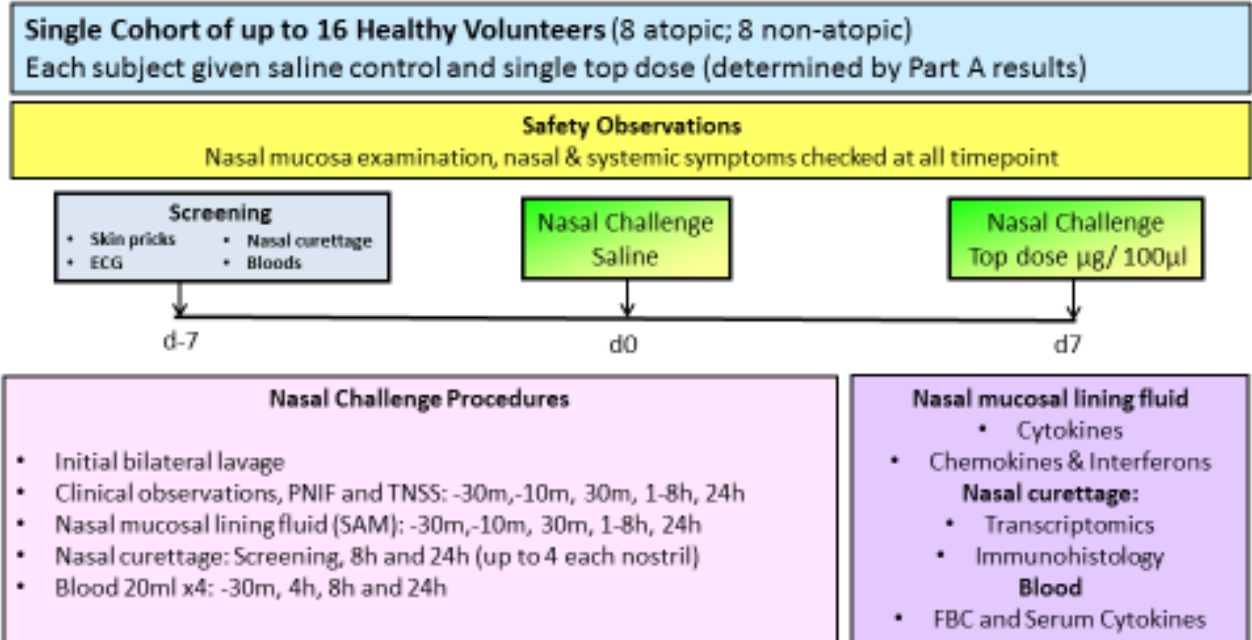 Single Cohort of up to 16 Healthy Volunteers (8 atopic; 8 non-atopic)
Each subject given saline control and single top dose (determined by Part A results)
Safety Observations
Nasal mucosa examination, nasal & systemic symptoms checked at all timepoint
Screening
• Skin pricks • Nasal curettage
• ECG • Bloods
Nasal Challenge
Saline
Nasal Challenge
Top dose µg/ 100µl
d-7
d0
d7
Nasal Challenge Procedures
• Initial bilateral lavage
• Clinical observations, PNIF and TNSS: -30m,-10m, 30m, 1-8h, 24h
• Nasal mucosal lining fluid (SAM): -30m,-10m, 30m, 1-8h, 24h
• Nasal curettage: Screening, 8h and 24h (up to 4 each nostril)
• Blood 20ml x4: -30m, 4h, 8h and 24h
Nasal mucosal lining fluid
• Cytokines
• Chemokines & Interferons
Nasal curettage:
• Transcriptomics
• Immunohistology
Blood
• FBC and Serum Cytokines